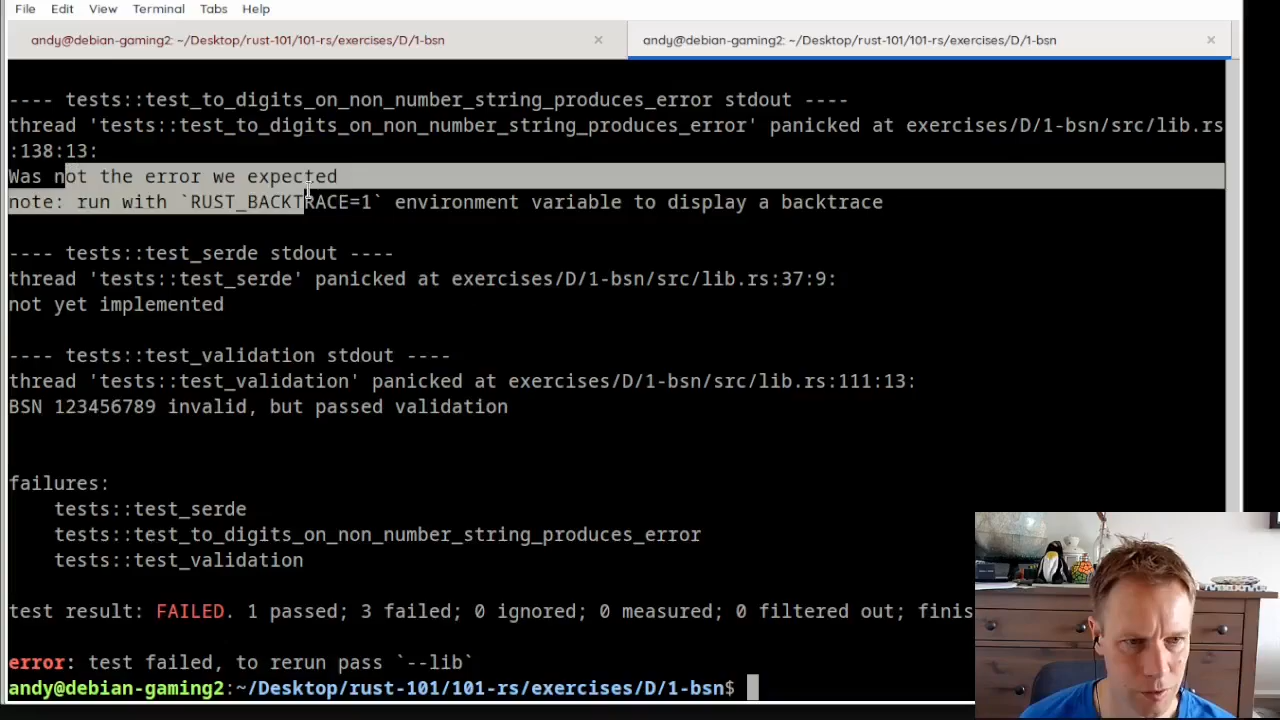 File Edit View Terminal Tabs Help
andy@debian-gaming2: ~/Desktop/rust-101/101-rs/exercises/D/1-bsn
andy@debian-gaming2: ~/Desktop/rust-101/101-rs/exercises/D/1-bsn
---- tests::test_to_digits_on_non_number_string_produces_error stdout ----
thread 'tests::test_to_digits_on_non_number_string_produces_error' panicked at exercises/D/1-bsn/src/lib.rs
:138:13:
Was not the error we expected
note: run with `RUST_BACKTRACE=1` environment variable to display a backtrace
---- tests::test_serde stdout ----
thread 'tests::test_serde' panicked at exercises/D/1-bsn/src/lib.rs:37:9:
not yet implemented
---- tests::test_validation stdout ----
thread 'tests::test_validation' panicked at exercises/D/1-bsn/src/lib.rs:111:13:
BSN 123456789 invalid, but passed validation
failures:
tests::test_serde
tests::test_to_digits_on_non_number_string_produces_error
tests::test_validation
test result: FAILED. 1 passed; 3 failed; 0 ignored; 0 measured; 0 filtered out; finis
error: test failed, to rerun pass `--lib`
andy@debian-gaming2:~/Desktop/rust-101/101-rs/exercises/D/1-bsn$